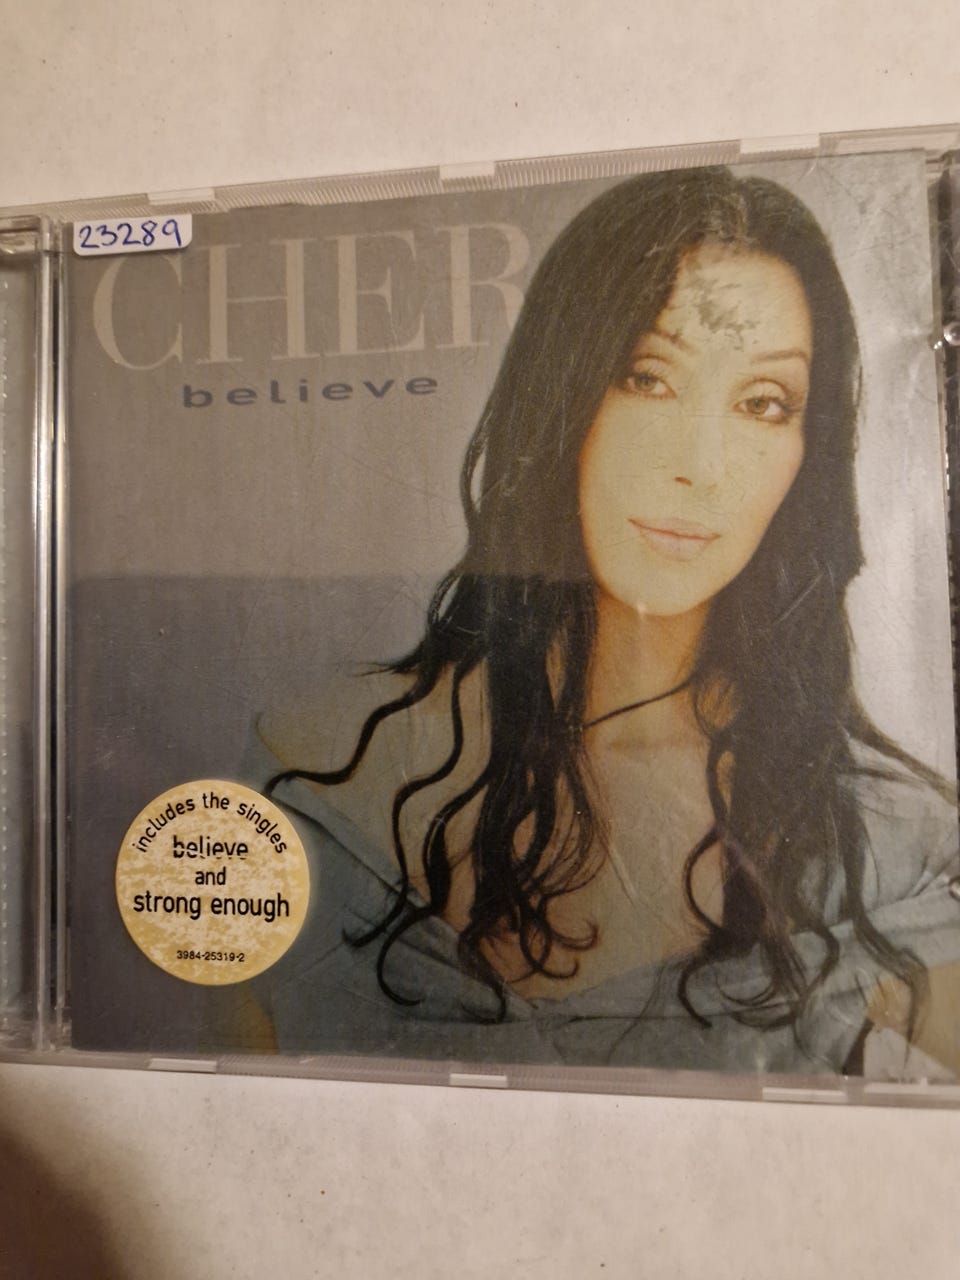 23289
CHER
believe
includes the singles
believe
and
strong enough
3984-25319-2